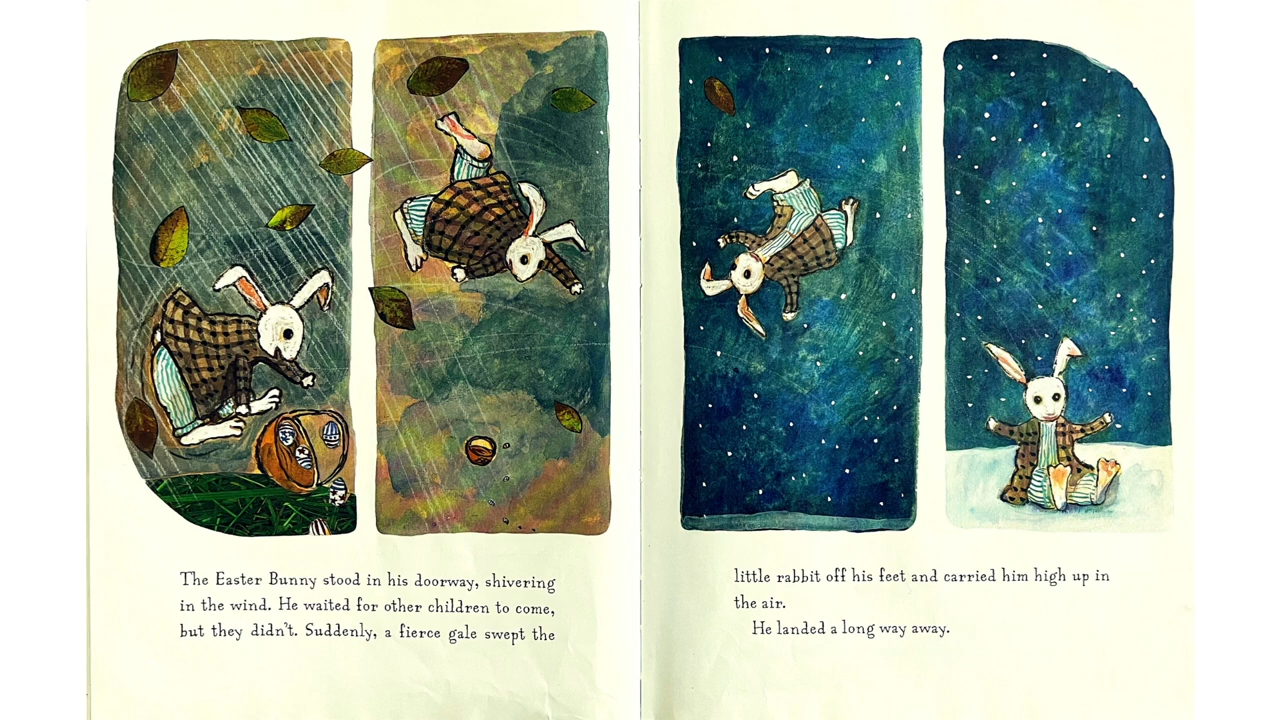 The Easter Bunny stood in his doorway, shivering
in the wind. He waited for other children to come,
but they didn't. Suddenly, a fierce gale swept the
little rabbit off his feet and carried him high up in
the air.
He landed a long way away.